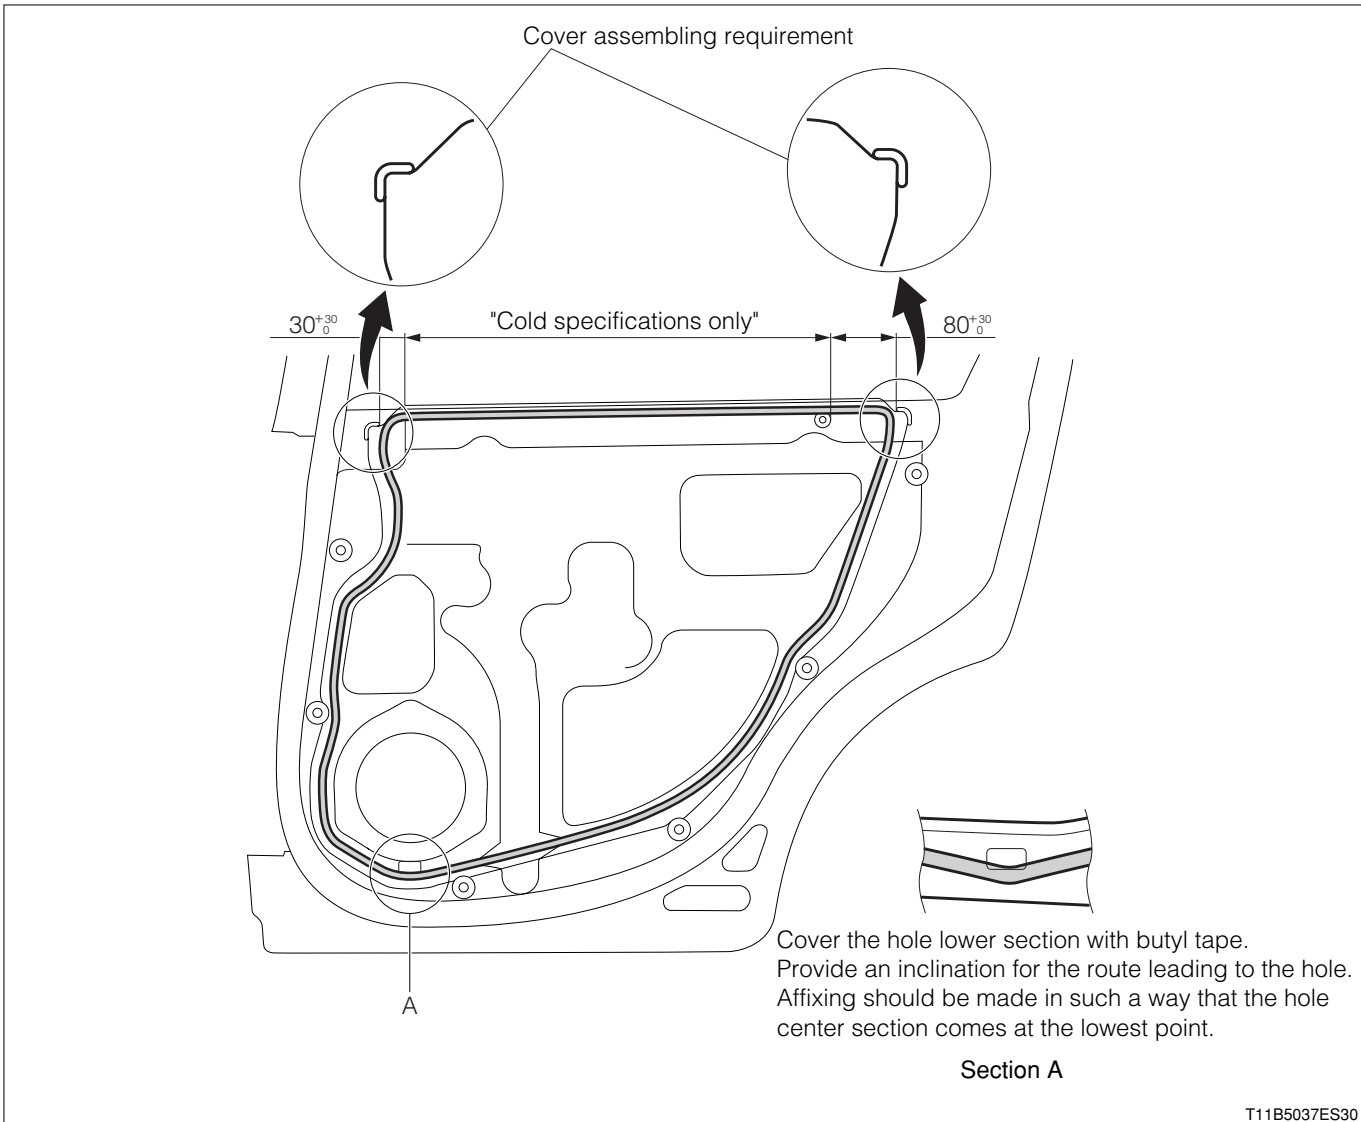 Cover assembling requirement
30 +30 0
"Cold specifications only"
80 +30 0
A
Cover the hole lower section with butyl tape.
Provide an inclination for the route leading to the hole.
Affixing should be made in such a way that the hole
center section comes at the lowest point.
Section A
T11B5037ES30